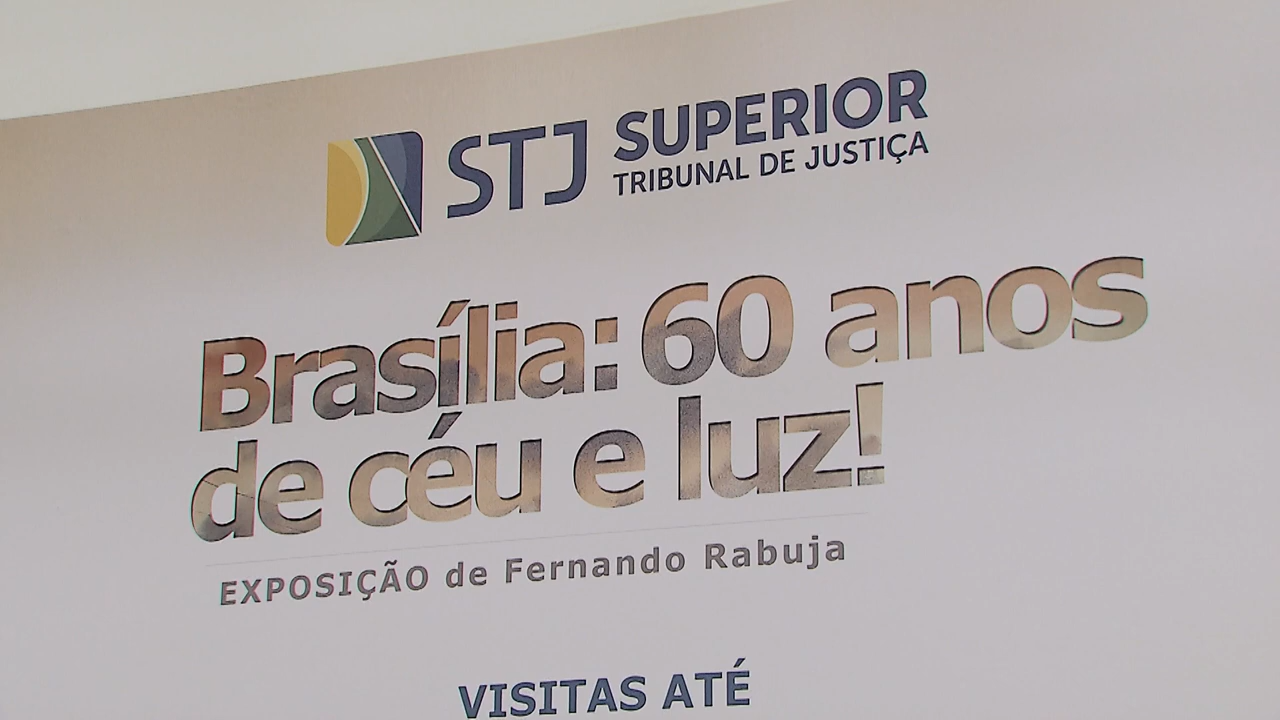 STJ SUPERIOR
TRIBUNAL DE JUSTIÇA
Brasília: 60 anos
de céu e luz!
EXPOSIÇÃO de Fernando Rabuja
VISITAS ATÉ